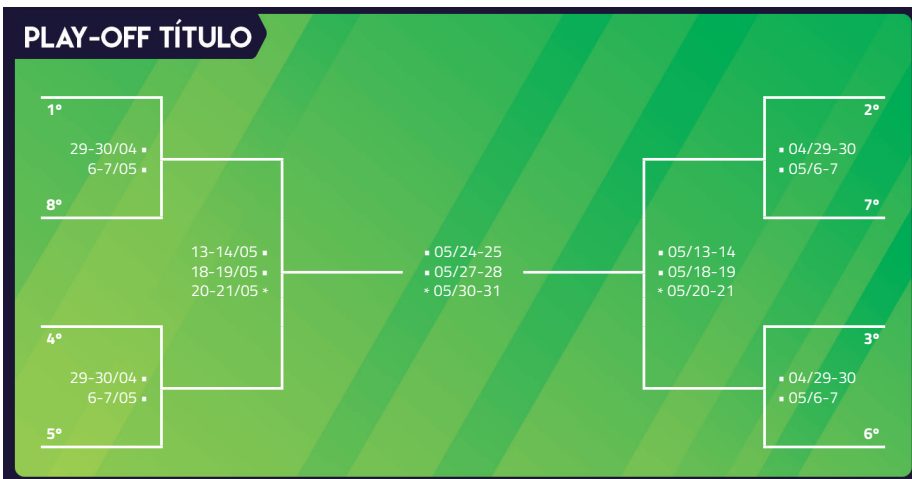 PLAY-OFF TÍTULO
1º
29-30/04 ▪
6-7/05 ▪
8º
13-14/05 ▪
18-19/05 ▪
20-21/05 *
4º
29-30/04 ▪
6-7/05 ▪
5º
▪ 05/24-25
▪ 05/27-28
* 05/30-31
2º
▪ 04/29-30
▪ 05/6-7
7º
▪ 05/13-14
▪ 05/18-19
* 05/20-21
3º
▪ 04/29-30
▪ 05/6-7
6º